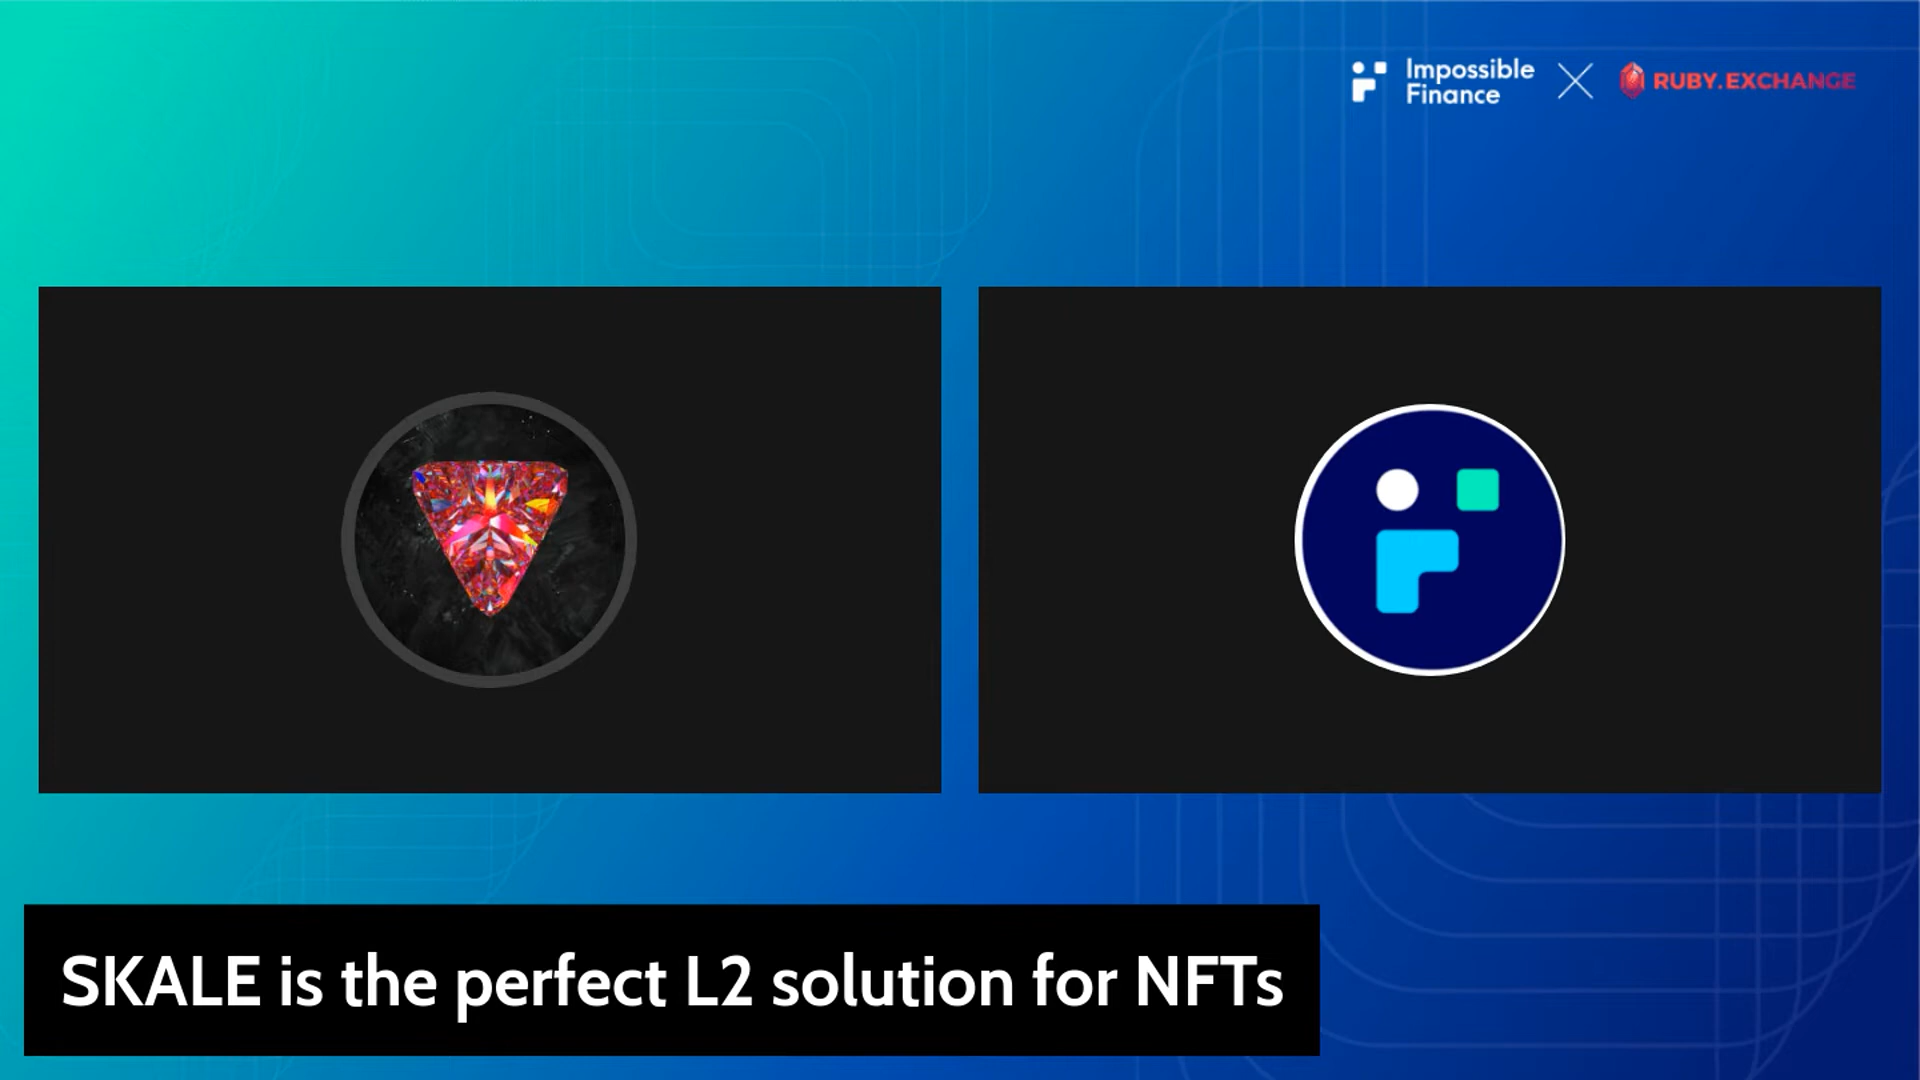 Impossible
Finance
RUBY.EXCHANGE
SKALE is the perfect L2 solution for NFTs